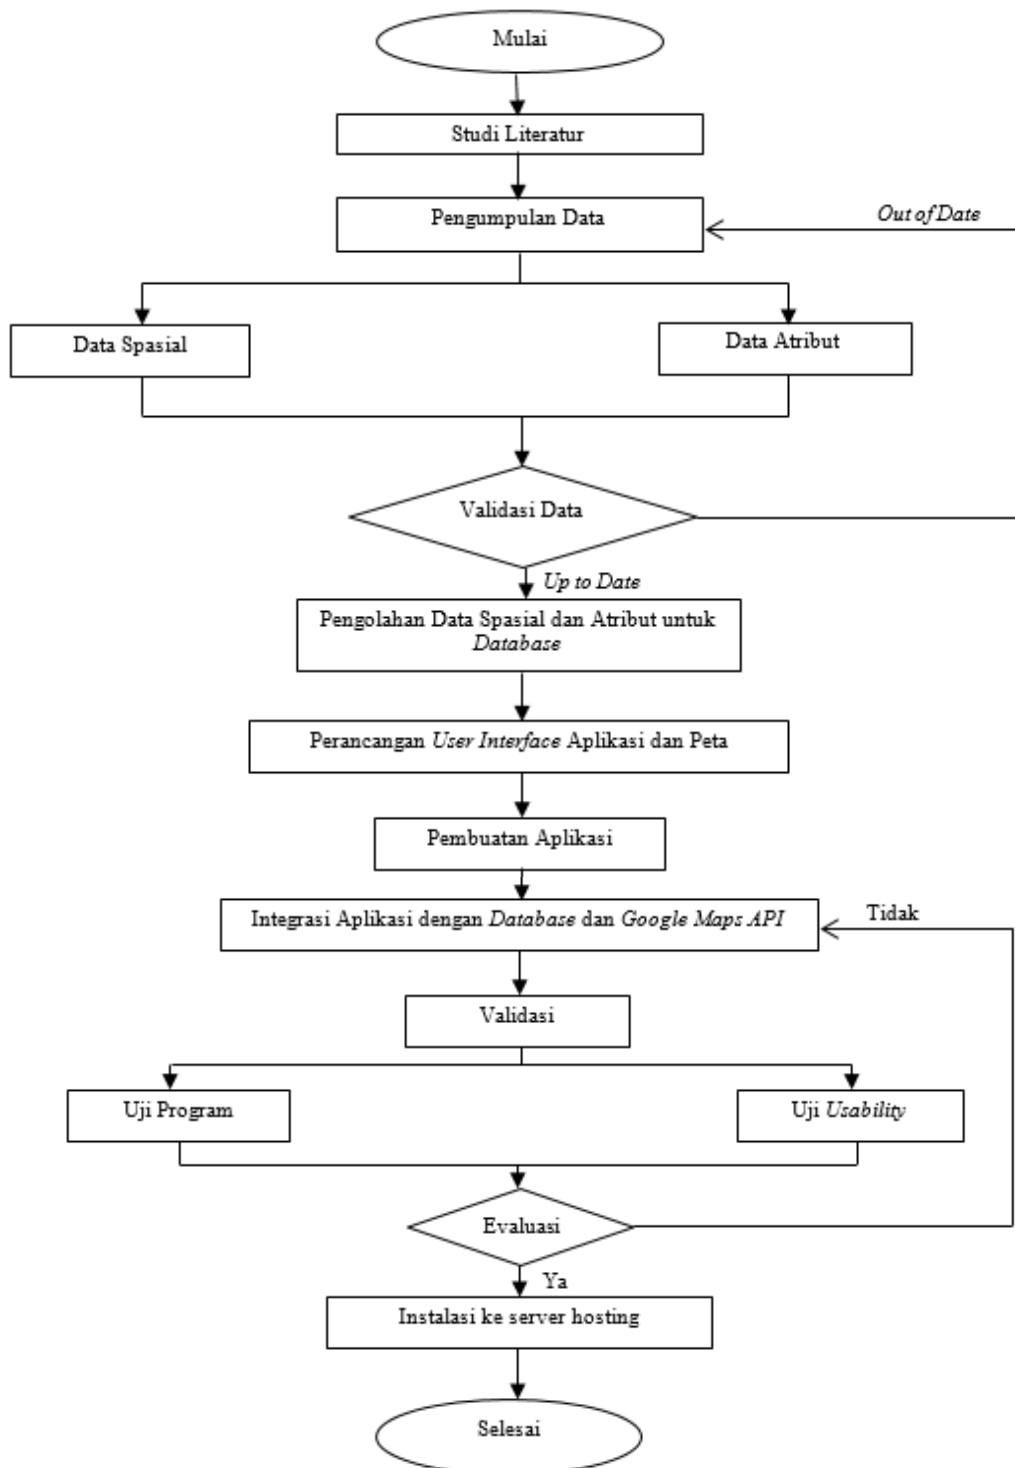 Mulai
Studi Literatur
Pengumpulan Data
Out of Date
Data Spasial
Data Atribut
Validasi Data
Up to Date
Pengolahan Data Spasial dan Atribut untuk
Database
Perancangan User Interface Aplikasi dan Peta
Pembuatan Aplikasi
Integrasi Aplikasi dengan Database dan Google Maps API
Tidak
Validasi
Uji Program
Uji Usability
Evaluasi
Ya
Instalasi ke server hosting
Selesai